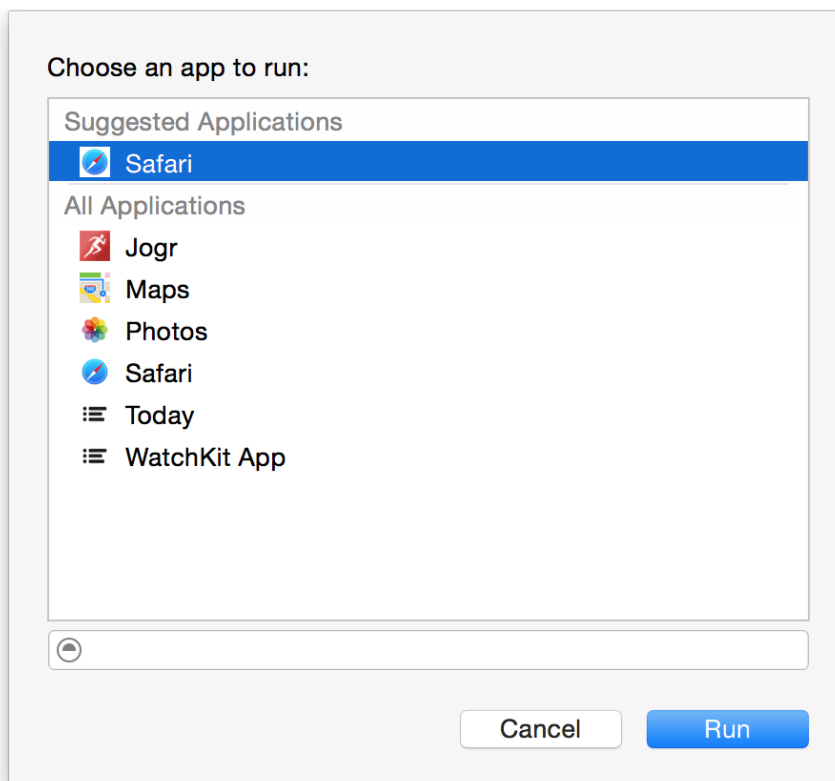 Choose an app to run:
Suggested Applications
Safari
All Applications
Jogr
Maps
Photos
Safari
Today
WatchKit App
Cancel Run